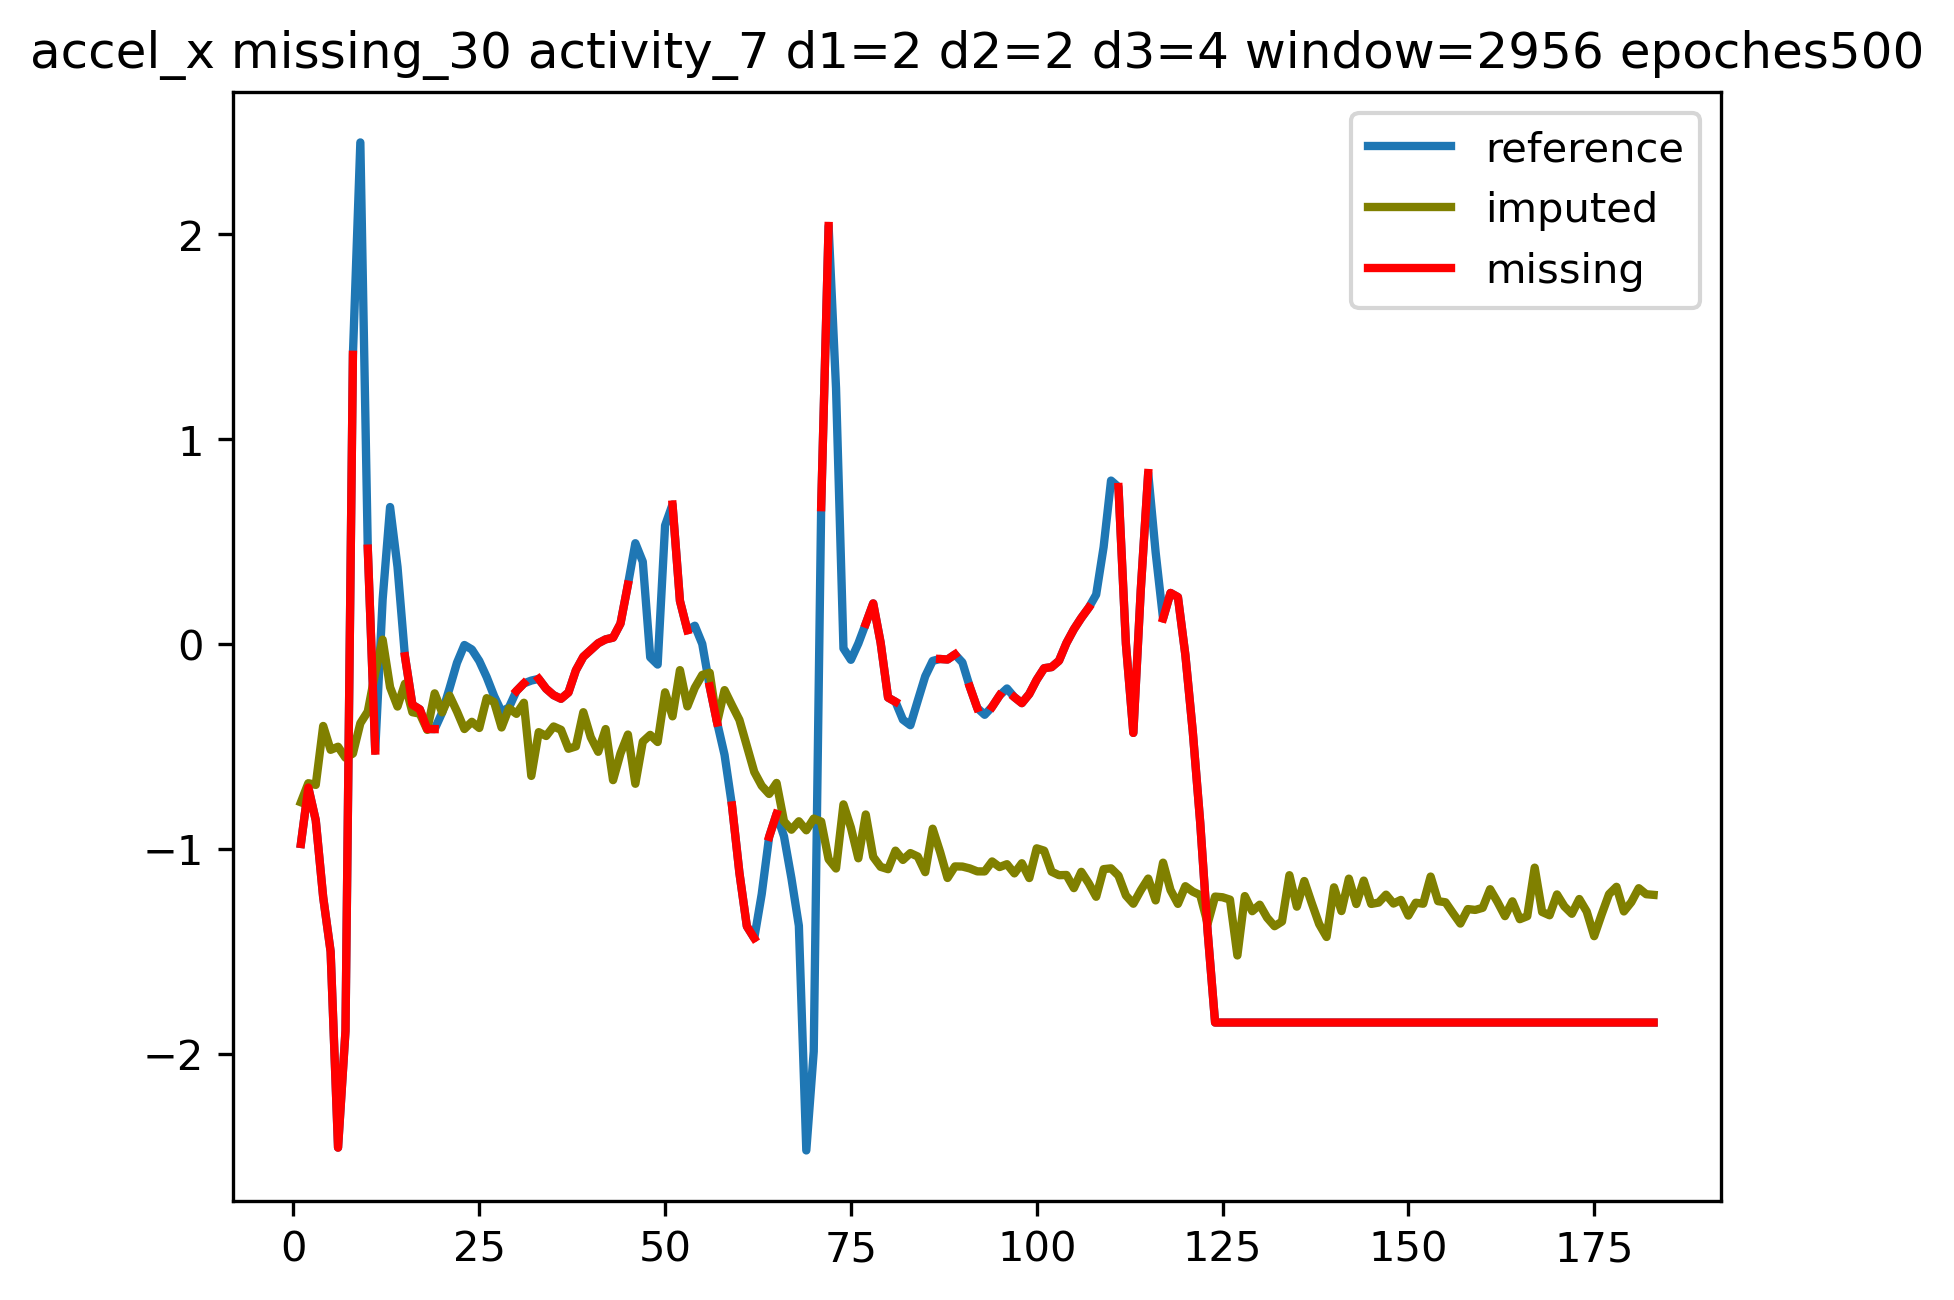 accel_x missing_30 activity_7 d1=2 d2=2 d3=4 window=2956 epoches500
reference
imputed
missing
2
1
0
−1
−2
0 25 50 75 100 125 150 175